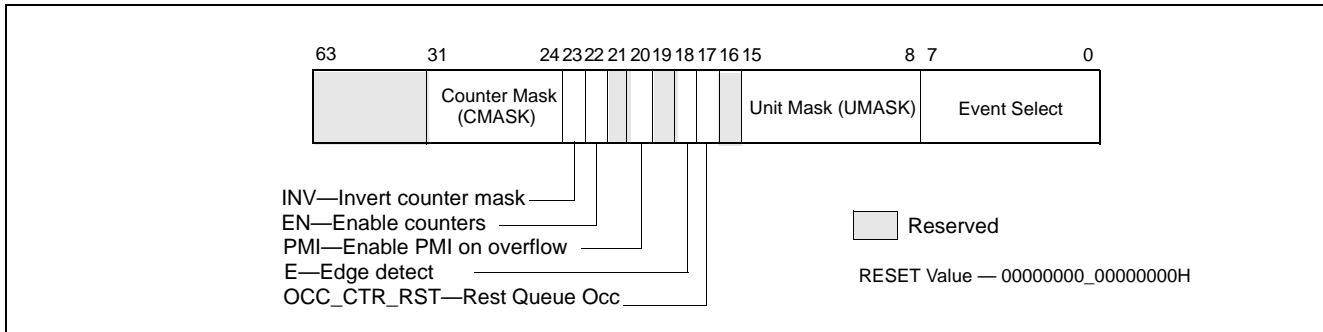 63 31 24 23 22 21 20 19 18 17 16 15 8 7 0
Counter Mask
(CMASK)
Unit Mask (UMASK)
Event Select
INV—Invert counter mask
EN—Enable counters
PMI—Enable PMI on overflow
E—Edge detect
OCC_CTR_RST—Rest Queue Occ
Reserved
RESET Value — 00000000_00000000H